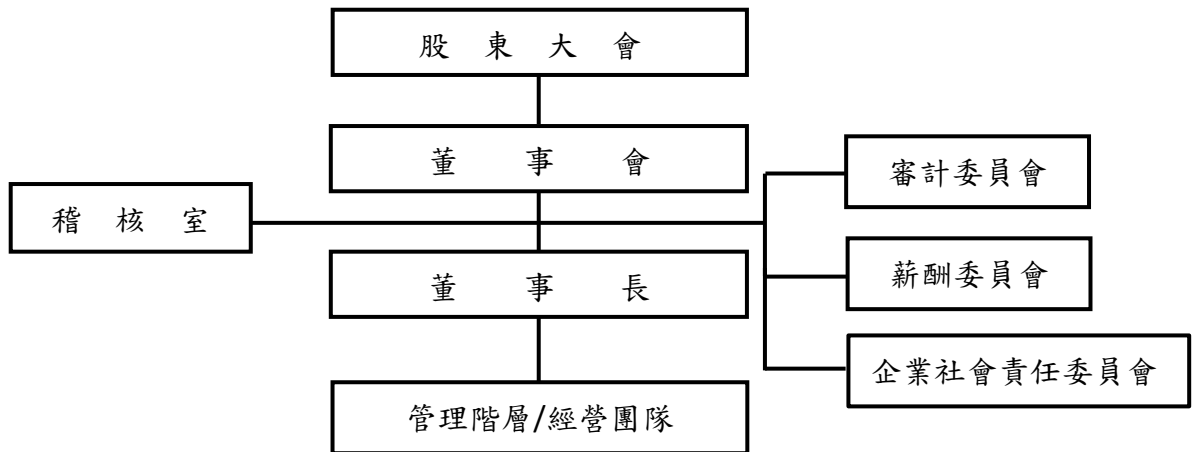 股東大會
董事會
審計委員會
稽核室
薪酬委員會
董事長
企業社會責任委員會
管理階層/經營團隊